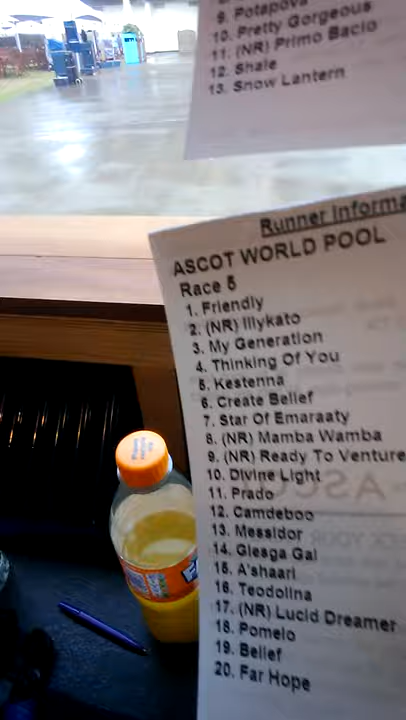 9. Potapova
10. Pretty Gorgeous
11. (NR) Primo Bacio
12. Shale
13. Snow Lantern
Runner Informa
ASCOT WORLD POOL
Race 5
1. Friendly
2. (NR) Illykato
3. My Generation
4. Thinking Of You
5. Kestenna
6. Create Belief
7. Star Of Emaraaty
8. (NR) Mamba Wamba
9. (NR) Ready To Venture
10. Divine Light
11. Prado
12. Camdeboo
13. Messidor
14. Glesga Gal
15. A'shaari
16. Teodolina
17. (NR) Lucid Dreamer
18. Pomelo
19. Belief
20. Far Hope